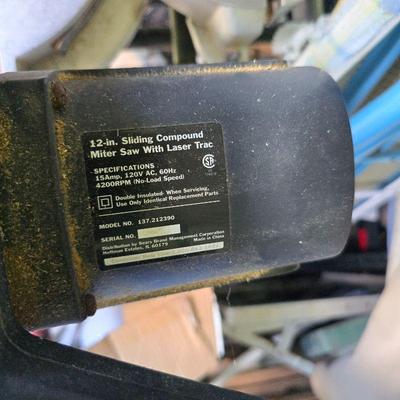 12-in. Sliding Compound
Miter Saw With Laser Trac
SPECIFICATIONS
15Amp, 120V AC, 60Hz
4200RPM (No-Load Speed)
Double Insulated- When Servicing,
Use Only Identical Replacement Parts
MODEL NO. 137.212390
SERIAL NO.
Distribution by Sears Brand Management Corporation
Hoffman Estates, IL 60179 Made in China